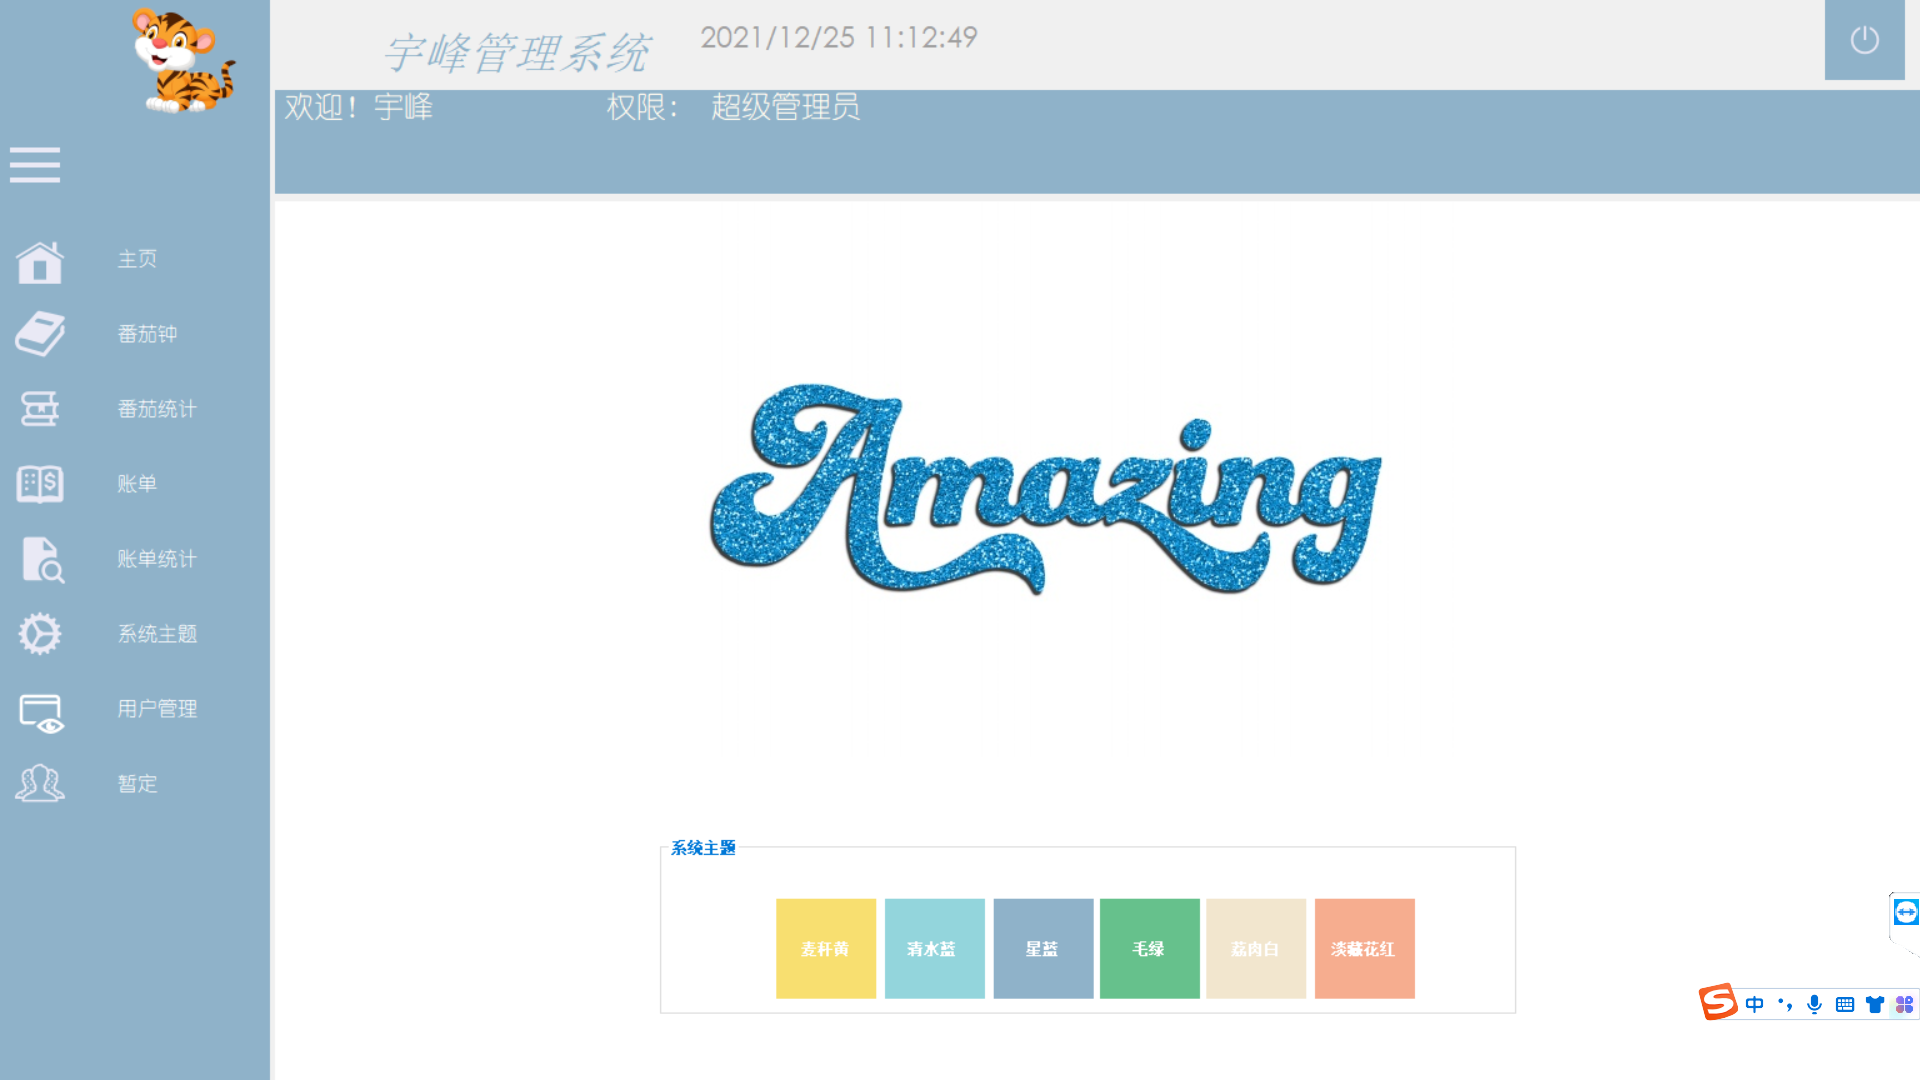 宇峰管理系统
2021/12/25 11:12:49
欢迎！宇峰
权限：
超级管理员
主页
番茄钟
番茄统计
账单
账单统计
系统主题
用户管理
暂定
Amazing
系统主题
麦秆黄
清水蓝
星蓝
毛绿
荔肉白
淡藏花红
中